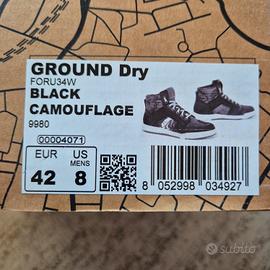 GROUND Dry
FORU34W
BLACK
CAMOUFLAGE
9980
00004071
EUR
US
MENS
42
8
8 052998 034927
subito